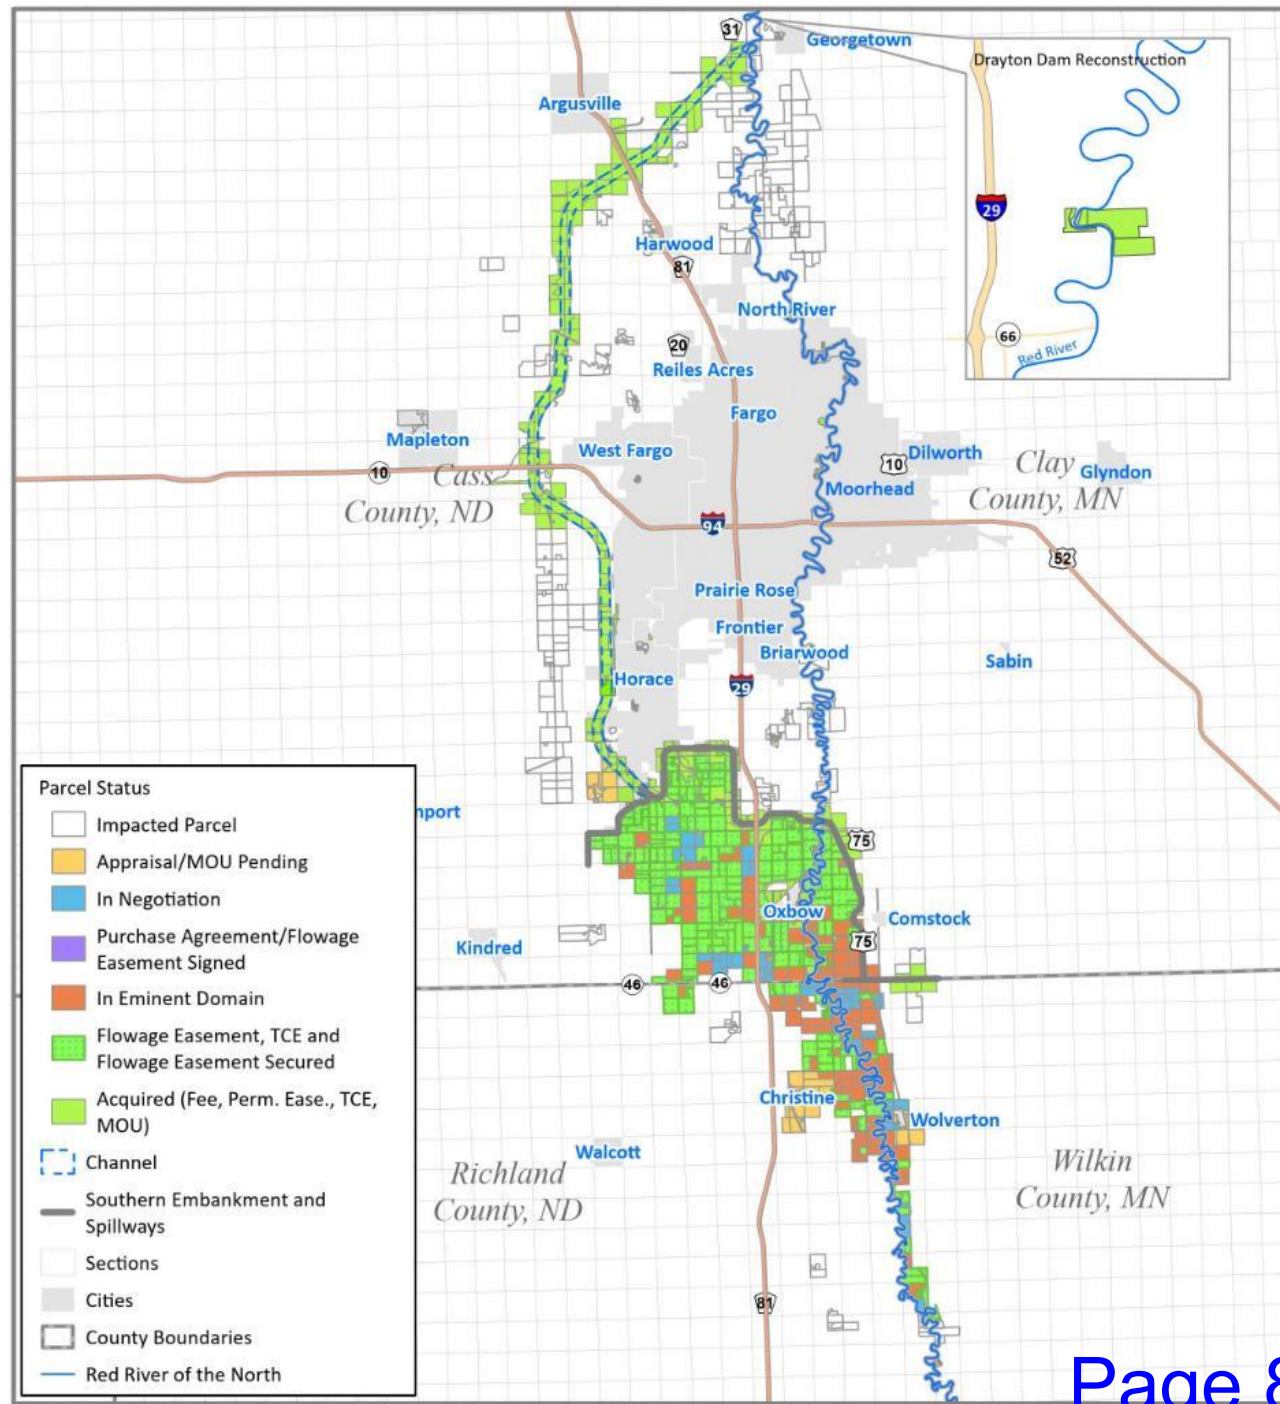 31
Georgetown
Drayton Dam Reconstruction
Argusville
29
Harwood
81
North River
66
Red River
20
Reiles Acres
Fargo
Mapleton
West Fargo
10
Dilworth
10
Cass
County, ND
Clay
County, MN
Glyndon
Moorhead
94
52
Prairie Rose
Frontier
Briarwood
Sabin
Horace
29
nport
75
Oxbow
Comstock
Kindred
75
46
46
Christine
Wolverton
Walcott
Richland
County, ND
Wilkin
County, MN
81
Parcel Status
Impacted Parcel
Appraisal/MOU Pending
In Negotiation
Purchase Agreement/Flowage
Easement Signed
In Eminent Domain
Flowage Easement, TCE and
Flowage Easement Secured
Acquired (Fee, Perm. Ease., TCE,
MOU)
Channel
Southern Embankment and
Spillways
Sections
Cities
County Boundaries
Red River of the North
Page 8